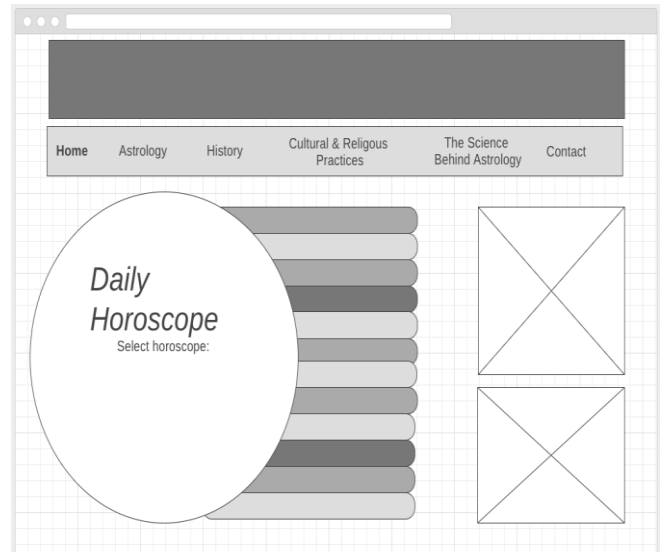 Home
Astrology
History
Cultural & Religous
Practices
The Science
Behind Astrology
Contact
Daily
Horoscope
Select horoscope: